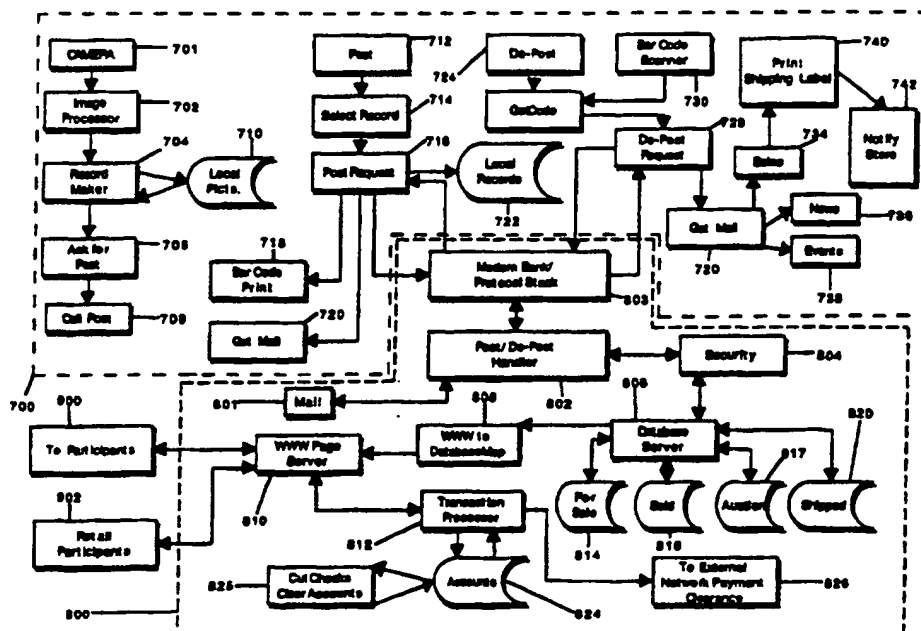 CAMERA
701
Image
Processor
702
704
Record
Maker
710
Local
Picts.
Ask for
Post
Call Post
709
700
Post
712
Select Record
714
716
Post Request
Local
Records
722
718
Bar Code
Print
720
Get Mail
De-Post
724
GetCode
Bar Code
Scanner
730
De-Post
Request
Get Mail
720
740
Print
Shipping Label
742
Notify
Store
Sales
734
News
736
Events
738
Modem Bank/
Protocol Stack
803
Post/De-Post
Handler
802
Security
804
801
Mail
900
To Participants
902
Retail
Participants
800
WWW Page
Server
810
WWW to
DatabaseMap
Database
Server
For
Sale
814
Sold
Auction
817
Shipped
820
Transaction
Processor
812
825
Cut Checks
Clear Accounts
Accounts
824
To External
Network Payment
Clearance
826